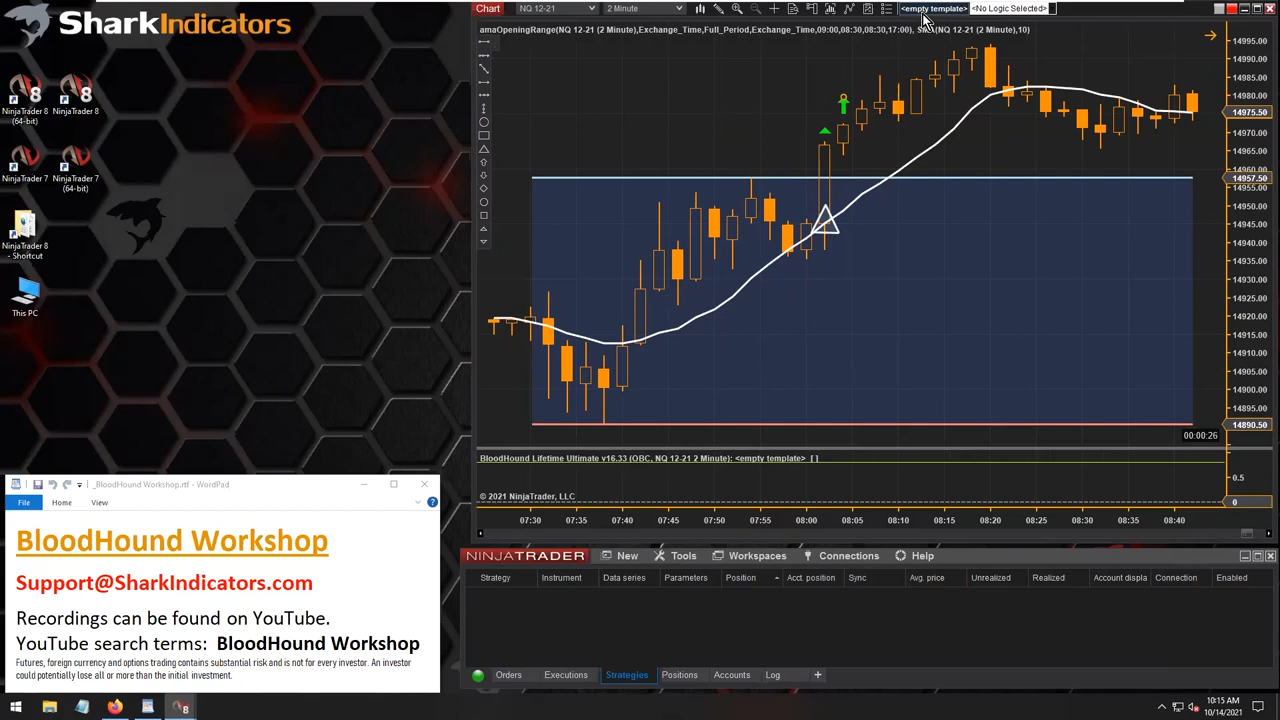 SharkIndicators
NinjaTrader 8
(64-bit)
NinjaTrader 8
NinjaTrader 7
NinjaTrader 7
(64-bit)
NinjaTrader 8
- Shortcut
This PC
Chart
NQ 12-21
2 Minute
<empty template>
<No Logic Selected>
amaOpeningRange(NQ 12-21 (2 Minute),Exchange_Time,Full_Period,Exchange_Time,09:00,08:30,08:30,17:00), SMA(NQ 12-21 (2 Minute),10)
14995.00
14990.00
14985.00
14980.00
14975.50
14970.00
14965.00
14960.00
14957.50
14955.00
14950.00
14945.00
14940.00
14935.00
14930.00
14925.00
14920.00
14915.00
14910.00
14905.00
14900.00
14895.00
14890.50
00:00:26
BloodHound Lifetime Ultimate v16.33 (OBC, NQ 12-21 2 Minute): <empty template> [ ]
0.5
0
© 2021 NinjaTrader, LLC
07:30 07:35 07:40 07:45 07:50 07:55 08:00 08:05 08:10 08:15 08:20 08:25 08:30 08:35 08:40
_BloodHound Workshop.rtf - WordPad
File Home View
BloodHound Workshop
Support@SharkIndicators.com
Recordings can be found on YouTube.
YouTube search terms: BloodHound Workshop
Futures, foreign currency and options trading contains substantial risk and is not for every investor. An investor
could potentially lose all or more than the initial investment.
NINJATRADER New Tools Workspaces Connections Help
Strategy Instrument Data series Parameters Position Acct. position Sync Avg. price Unrealized Realized Account displa Connection Enabled
Orders Executions Strategies Positions Accounts Log +
10:15 AM
10/14/2021